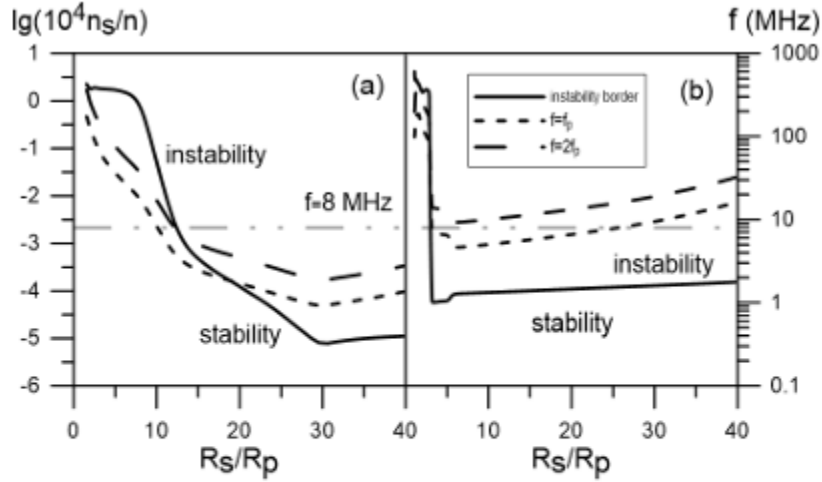 lg(10⁴nₛ/n)
f (MHz)
1
0
-1
-2
-3
-4
-5
-6
(a)
instability
f=8 MHz
stability
0
10
20
30
40
Rs/Rp
(b)
instability border
f=fₚ
f=2fₚ
instability
stability
10
20
30
40
Rs/Rp
1000
100
10
1
0.1